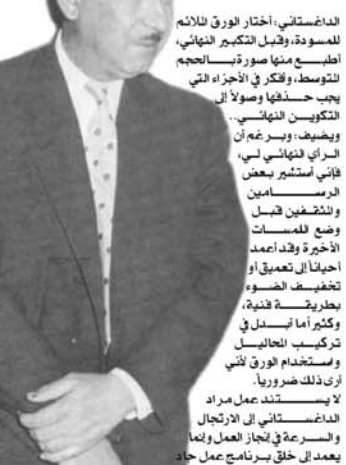 الداغستاني: أختار الورق الملائم
للمسودة، وقبل التكبير النهائي،
أطبع منها صورة بالحجم
المتوسط، وفكر في الأجزاء التي
يجب حذفها وصولاً إلى
التكوين النهائي..
ويضيف: وبرغم أن
الرأي النهائي لي،
فإني أستشير بعض
الرسامين
والمثقفين قبل
وضع اللمسات
الأخيرة وقد أعمد
أحياناً إلى تعميق أو
تخفيف الضوء
بطريقة فنية،
وكثيراً ما أبدل في
تركيب المحاليل
واستخدام الورق لأني
أرى ذلك ضرورياً.
لا يستند عمل مراد
الداغستاني إلى الارتجال
والسرعة في إنجاز العمل وإنما
يعمد إلى خلق برنامج عمل جاد